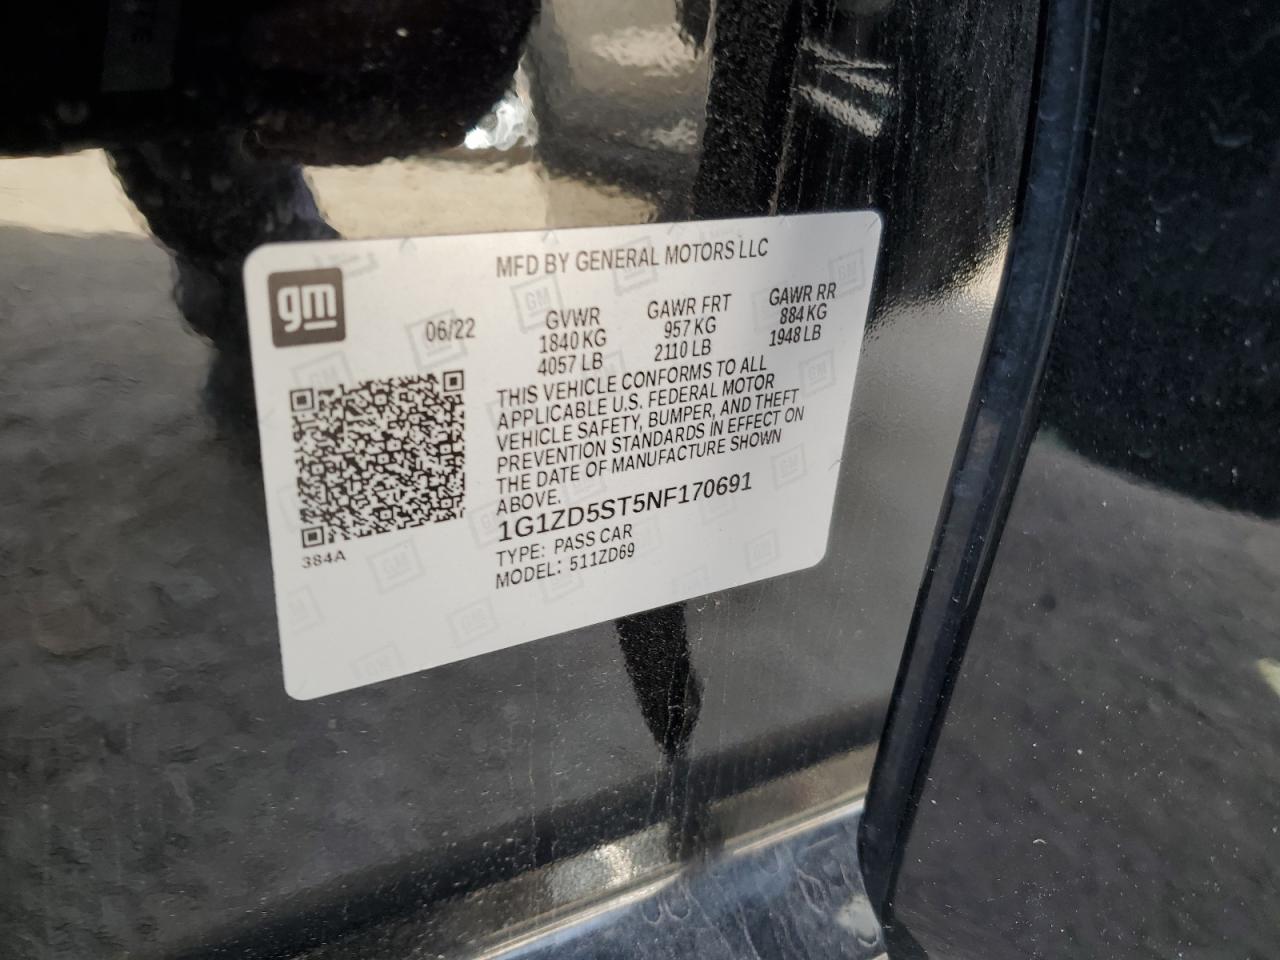 MFD BY GENERAL MOTORS LLC
gm
06/22
GVWR GAWR FRT GAWR RR
1840 KG 957 KG 884 KG
4057 LB 2110 LB 1948 LB
THIS VEHICLE CONFORMS TO ALL
APPLICABLE U.S. FEDERAL MOTOR
VEHICLE SAFETY, BUMPER, AND THEFT
PREVENTION STANDARDS IN EFFECT ON
THE DATE OF MANUFACTURE SHOWN
ABOVE.
1G1ZD5ST5NF170691
TYPE: PASS CAR
MODEL: 511ZD69
384A